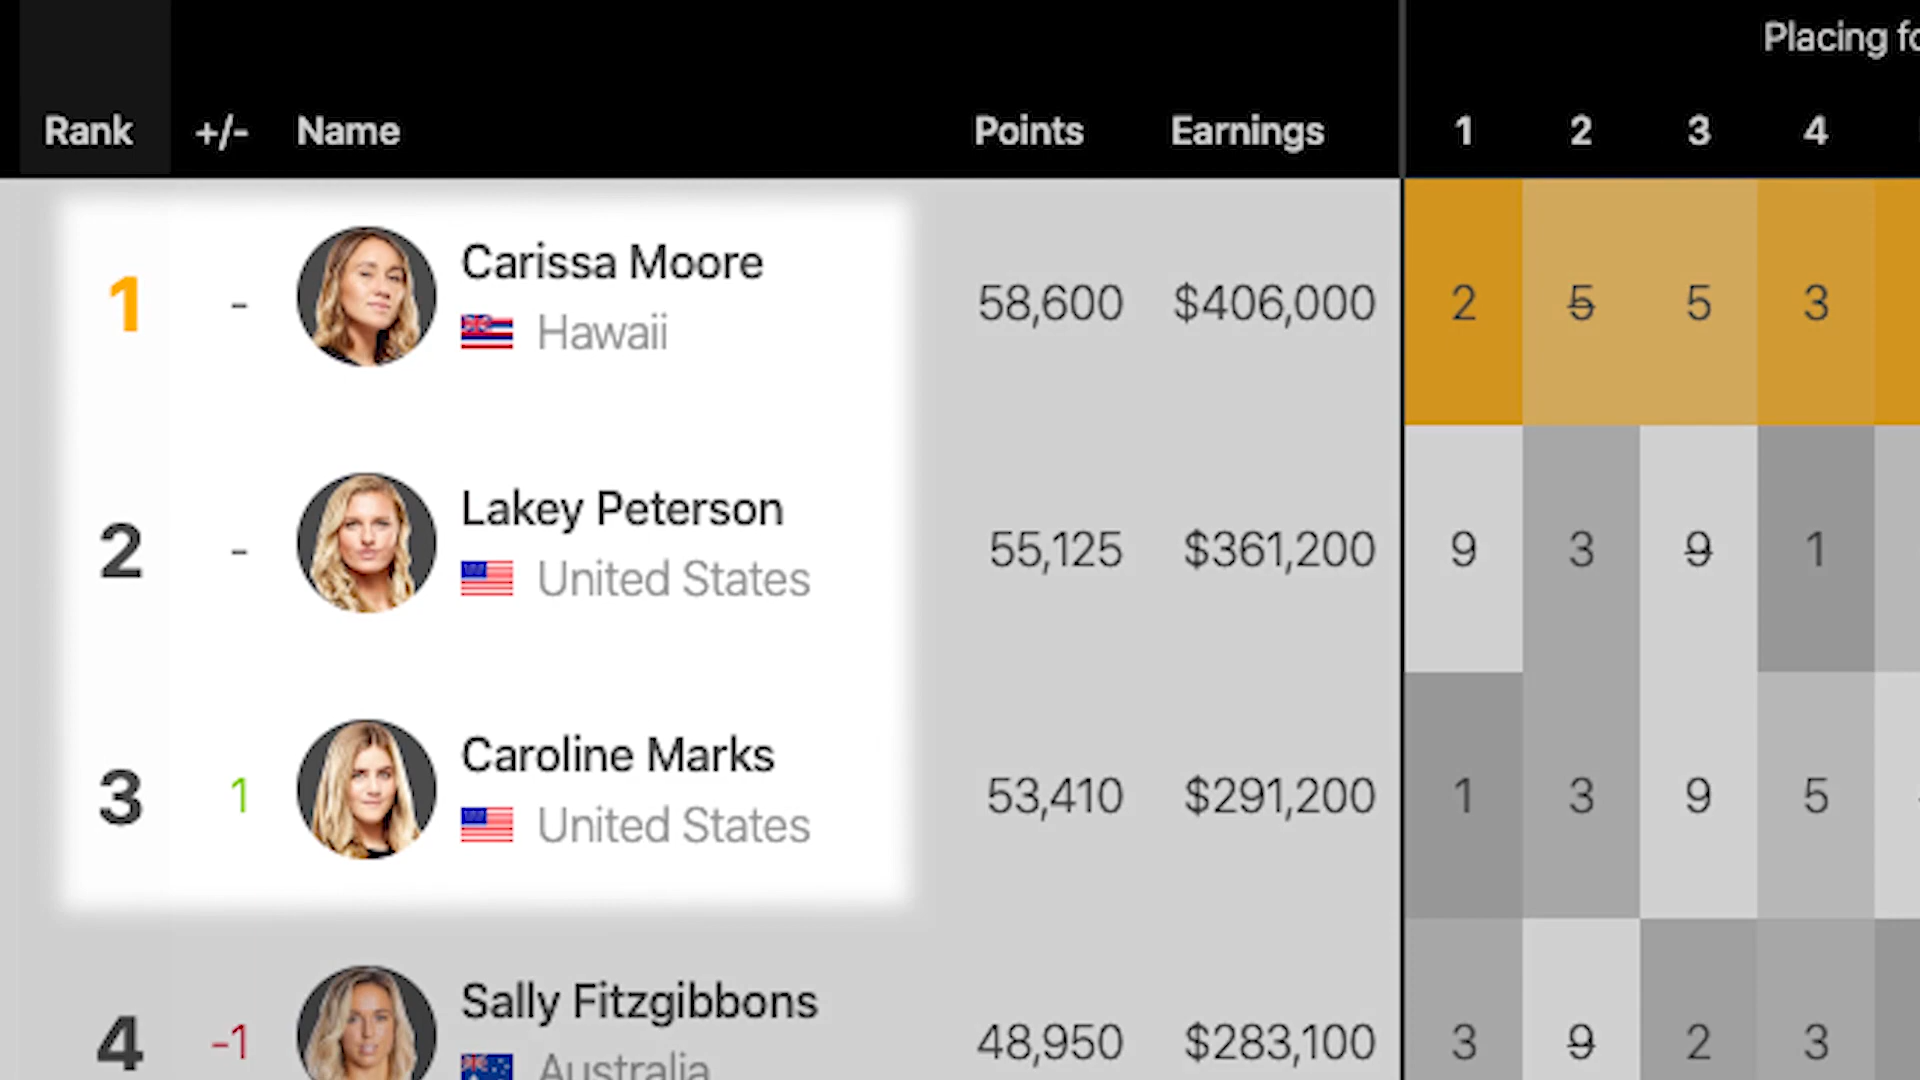 Placing
Rank +/- Name Points Earnings 1 2 3 4
1 - Carissa Moore 58,600 $406,000 2 5 5 3
Hawaii
2 - Lakey Peterson 55,125 $361,200 9 3 9 1
United States
3 1 Caroline Marks 53,410 $291,200 1 3 9 5
United States
4 -1 Sally Fitzgibbons 48,950 $283,100 3 9 2 3
Australia